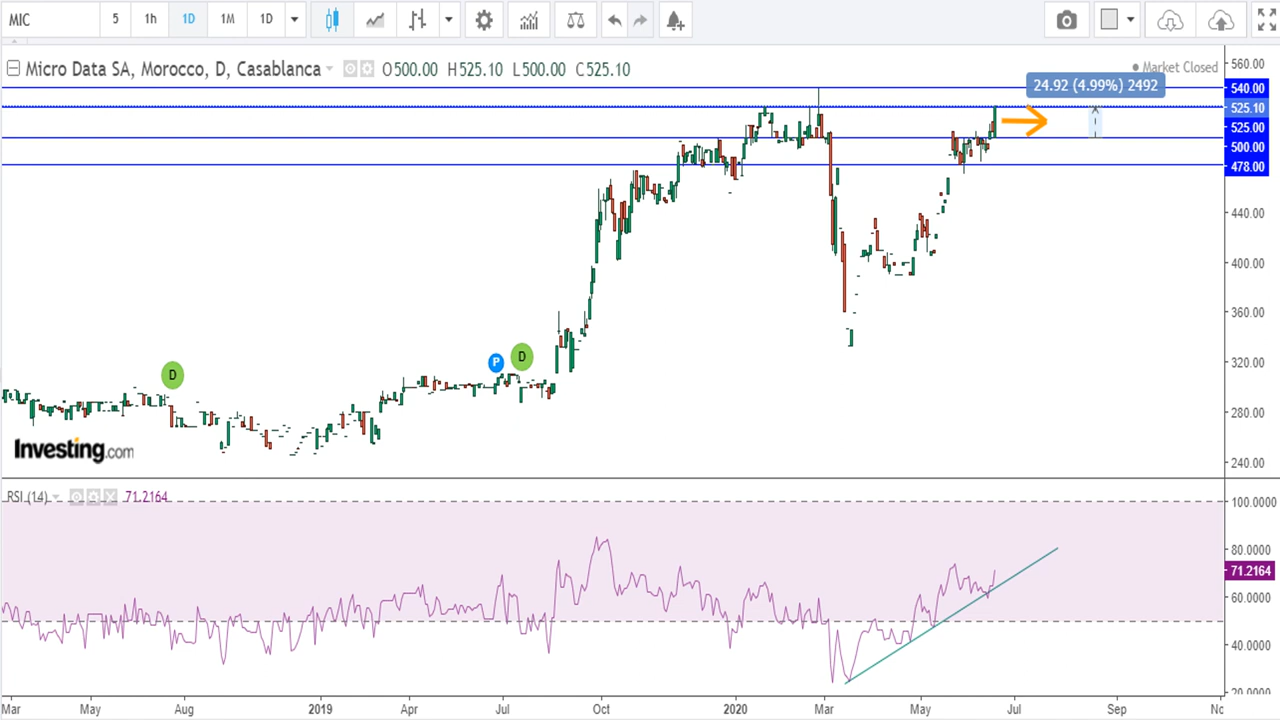 MIC 5 1h 1D 1M 1D
Micro Data SA, Morocco, D, Casablanca O500.00 H525.10 L500.00 C525.10
Market Closed
24.92 (4.99%) 2492
560.00
540.00
525.10
525.00
500.00
478.00
440.00
400.00
360.00
320.00
280.00
240.00
D
P
D
Investing.com
RSI (14) 71.2164
100.0000
80.0000
71.2164
60.0000
40.0000
20.0000
Mar May Aug 2019 Apr Jul Oct 2020 Mar May Jul Sep Nc